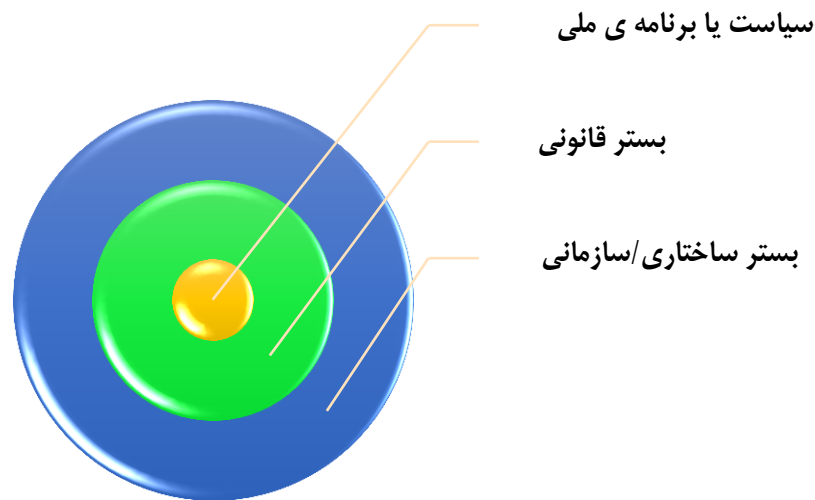 سیاست یا برنامه ی ملی
بستر قانونی
بستر ساختاری/سازمانی